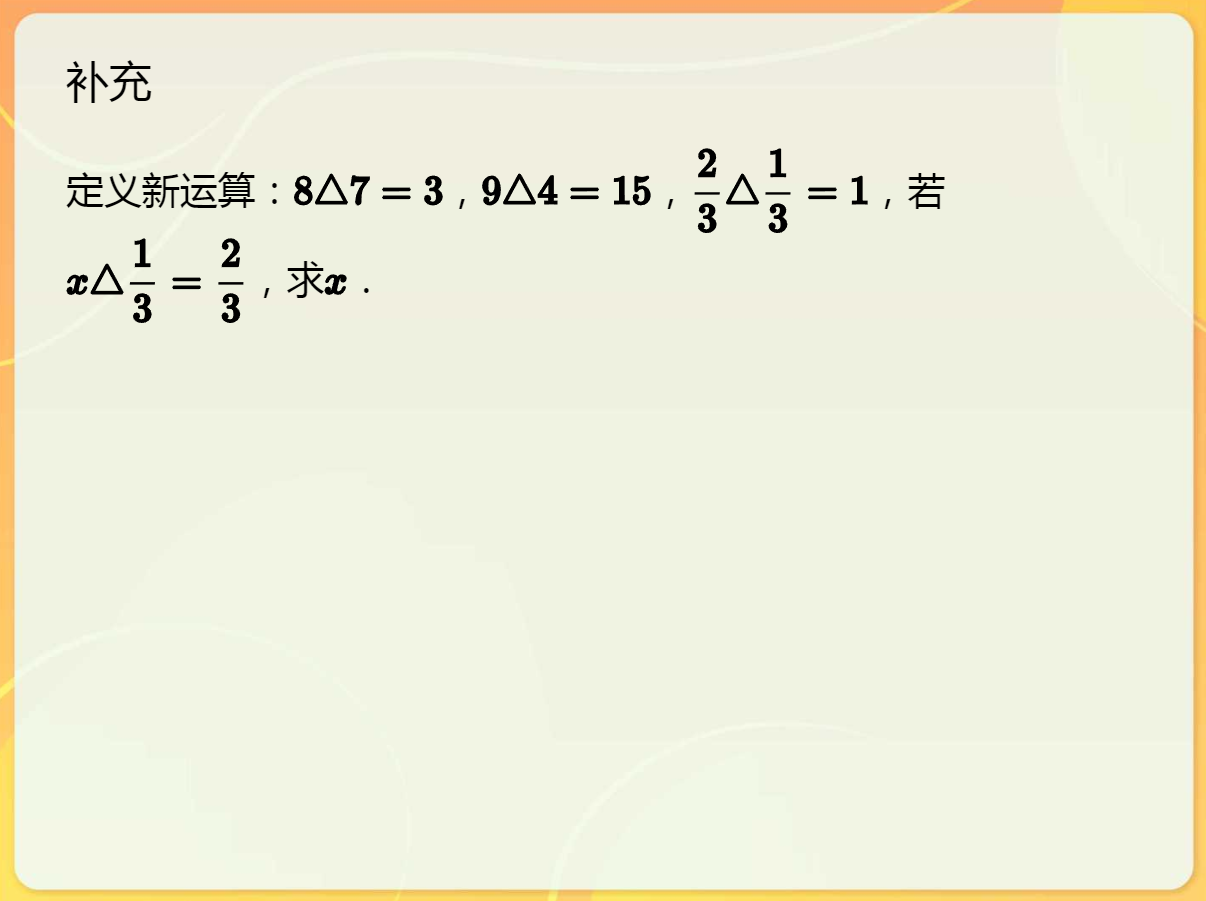 补充
定义新运算：8△7 = 3，9△4 = 15，2/3△1/3 = 1，若
x△1/3 = 2/3，求x．